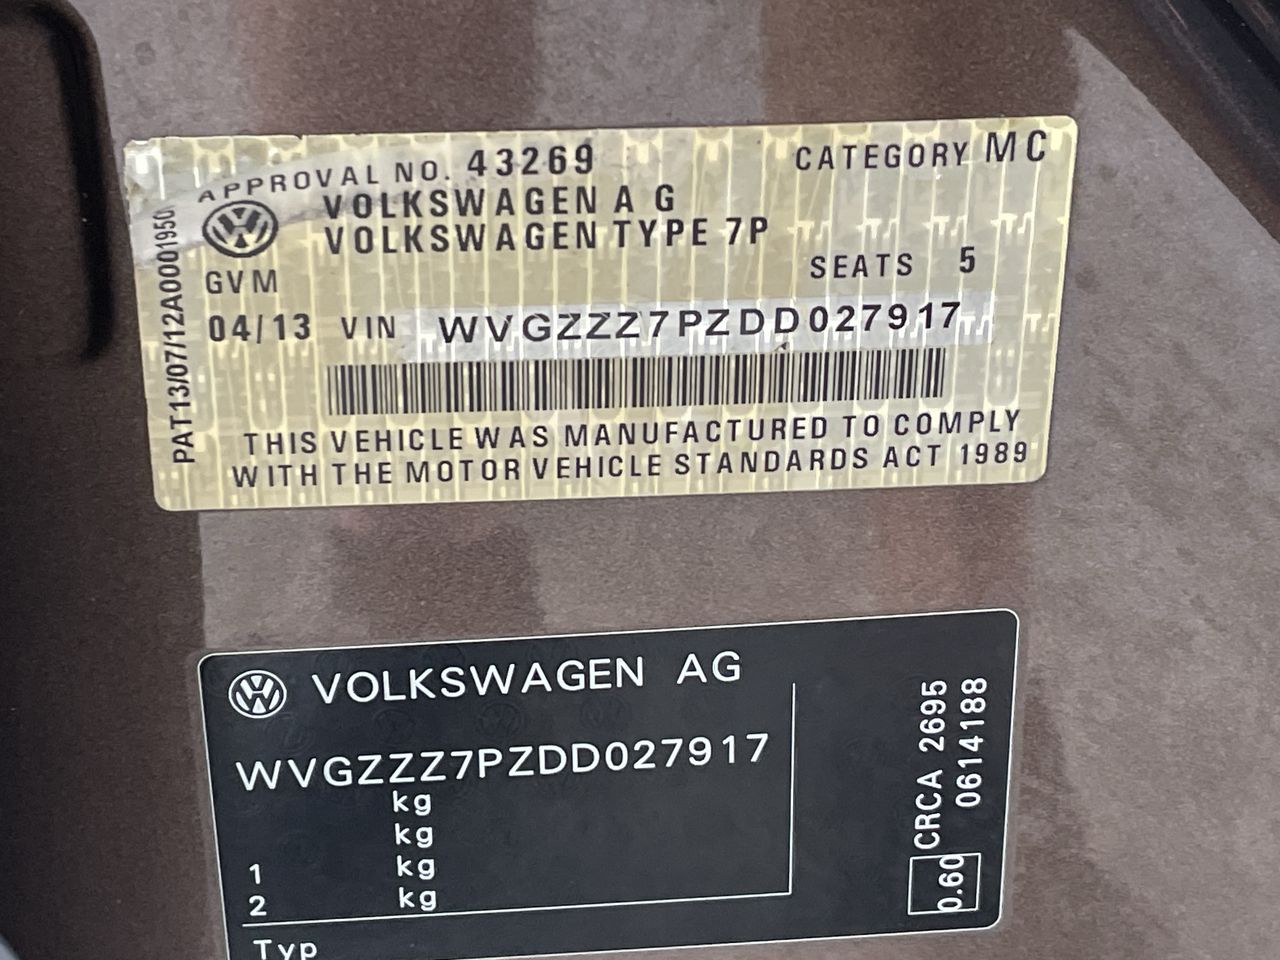 APPROVAL NO. 43269
CATEGORY MC
VOLKSWAGEN AG
VOLKSWAGEN TYPE 7P
GVM
SEATS 5
04/13 VIN WVGZZZ7PZDD027917
THIS VEHICLE WAS MANUFACTURED TO COMPLY
WITH THE MOTOR VEHICLE STANDARDS ACT 1989
PAT13/07/12A0001950
VOLKSWAGEN AG
WVGZZZ7PZDD027917
kg
kg
1 kg
2 kg
Typ
0.60 CRCA 2695
0614188